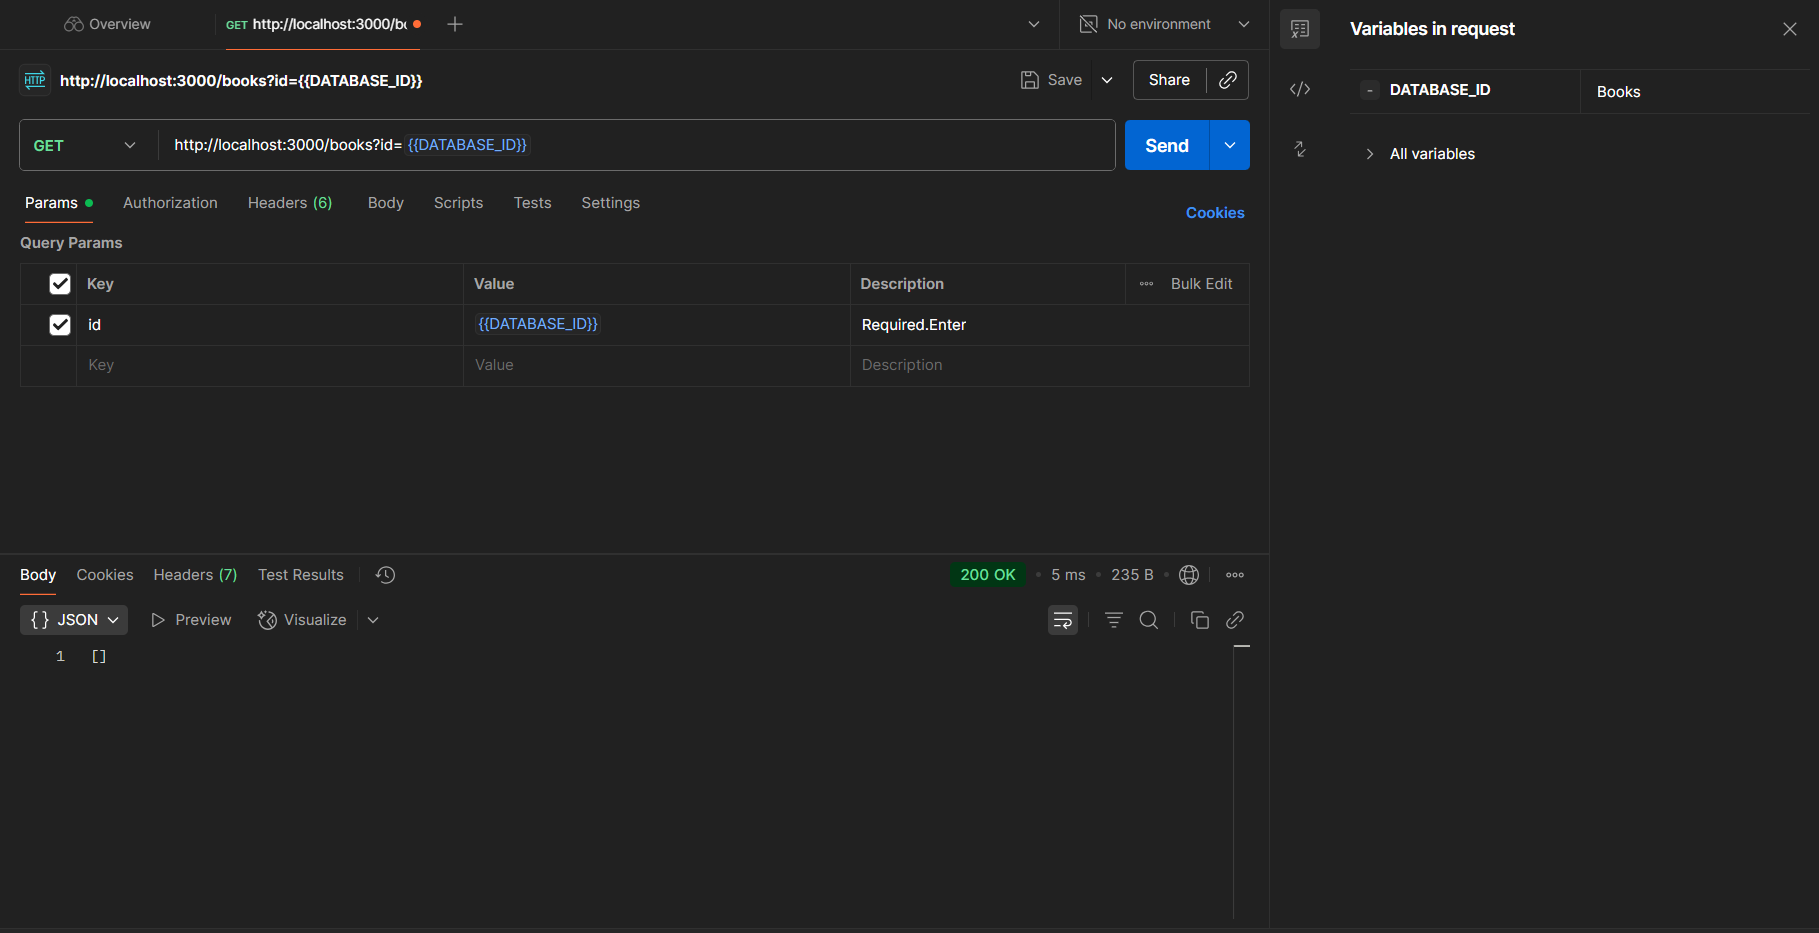 Overview
GET http://localhost:3000/bo
No environment
Variables in request
http://localhost:3000/books?id={{DATABASE_ID}}
Save
Share
DATABASE_ID Books
All variables
GET http://localhost:3000/books?id= {{DATABASE_ID}}
Send
Params Authorization Headers (6) Body Scripts Tests Settings
Cookies
Query Params
Key Value Description Bulk Edit
id {{DATABASE_ID}} Required.Enter
Key Value Description
Body Cookies Headers (7) Test Results 200 OK • 5 ms • 235 B
{} JSON Preview Visualize
1 []